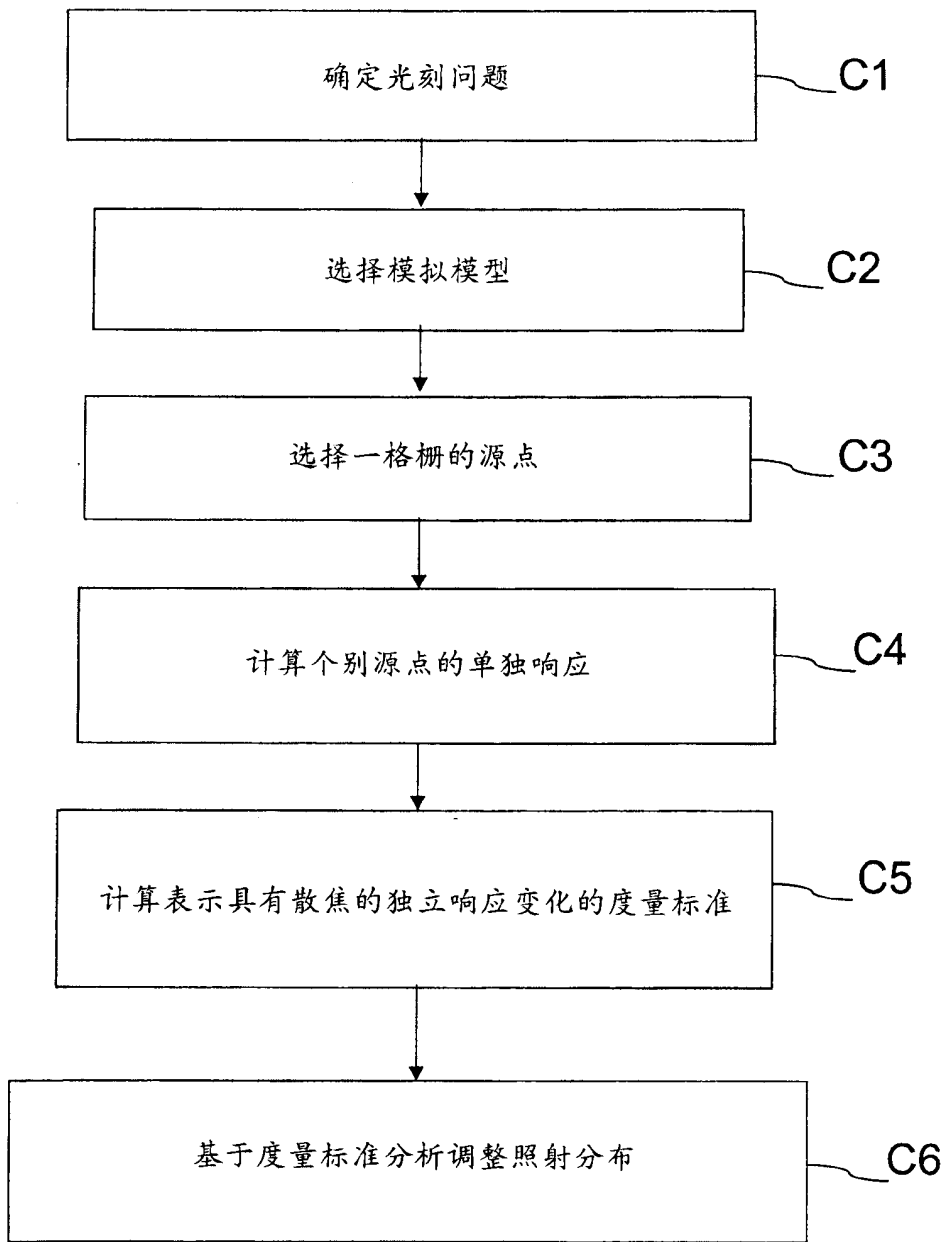 确定光刻问题
C1
选择模拟模型
C2
选择一格栅的源点
C3
计算个别源点的单独响应
C4
计算表示具有散焦的独立响应变化的度量标准
C5
基于度量标准分析调整照射分布
C6